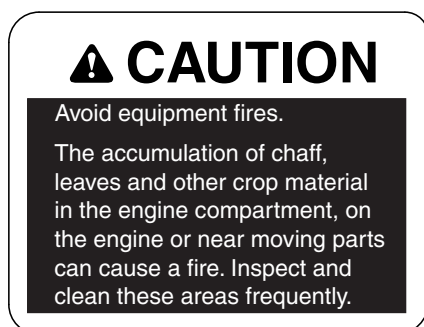 CAUTION
Avoid equipment fires.
The accumulation of chaff,
leaves and other crop material
in the engine compartment, on
the engine or near moving parts
can cause a fire. Inspect and
clean these areas frequently.